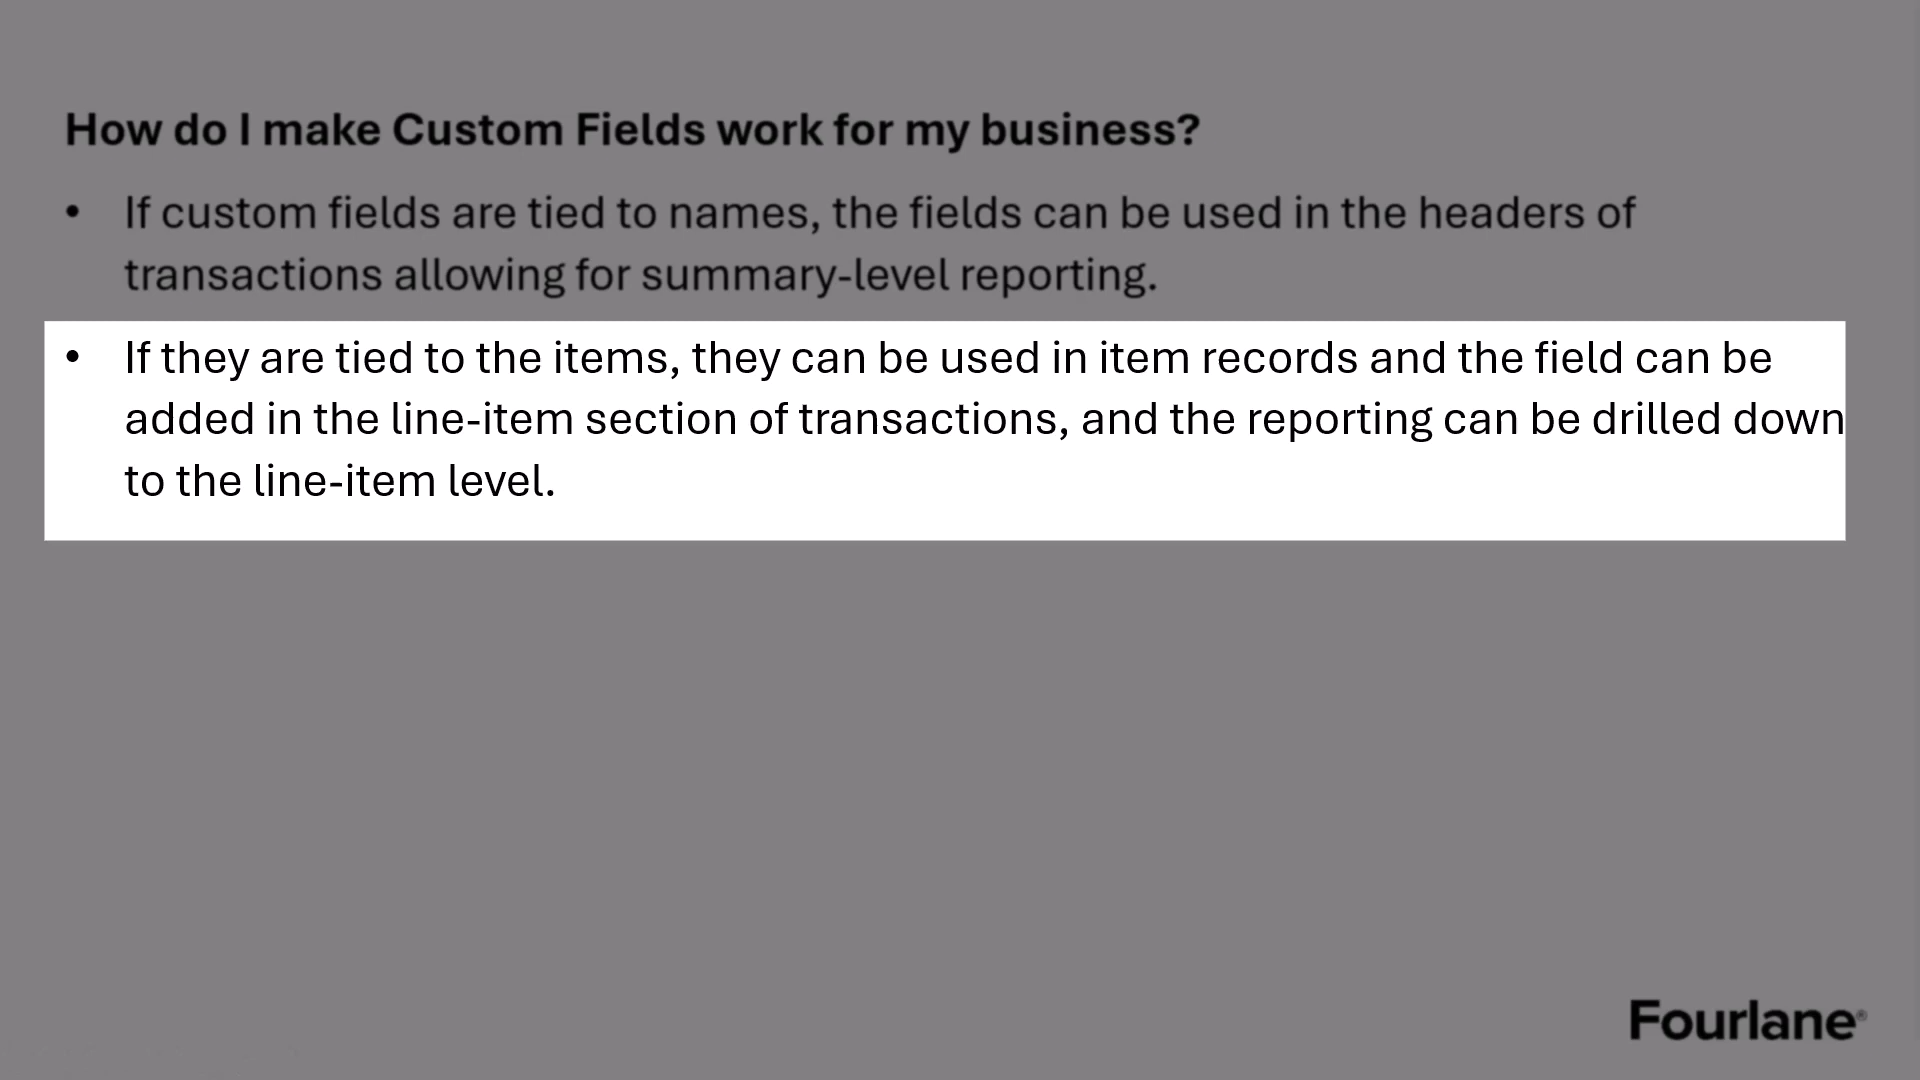 How do I make Custom Fields work for my business?
• If custom fields are tied to names, the fields can be used in the headers of
transactions allowing for summary-level reporting.
• If they are tied to the items, they can be used in item records and the field can be
added in the line-item section of transactions, and the reporting can be drilled down
to the line-item level.
Fourlane®